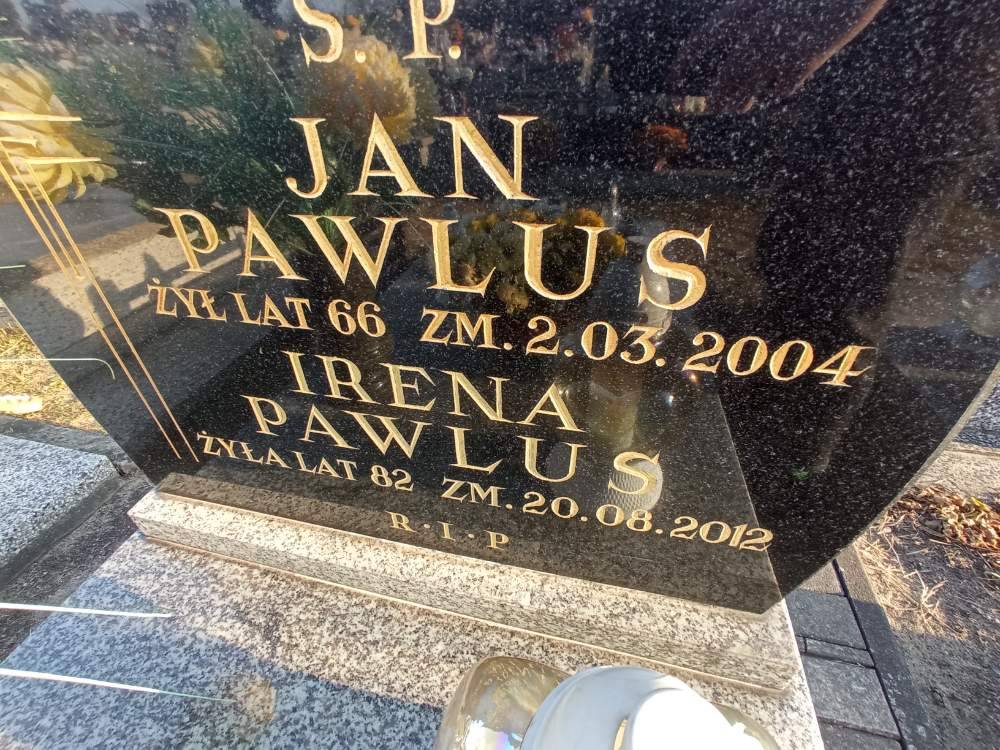 Ś.P.
JAN
PAWLUS
ŻYŁ LAT 66 ZM. 2.03.2004
IRENA
PAWLUS
ŻYŁA LAT 82 ZM. 20.08.2012
R·I·P